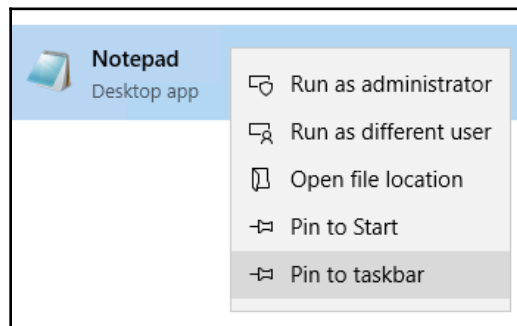 Notepad
Desktop app
Run as administrator
Run as different user
Open file location
Pin to Start
Pin to taskbar